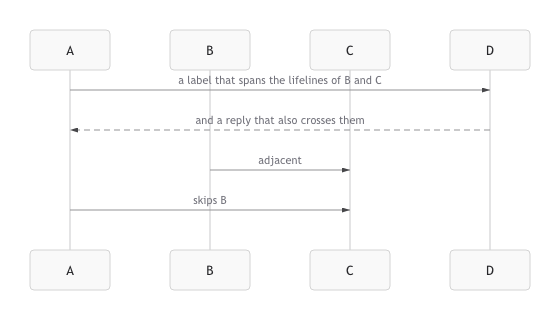 A
B
C
D
a label that spans the lifelines of B and C
and a reply that also crosses them
adjacent
skips B
A
B
C
D